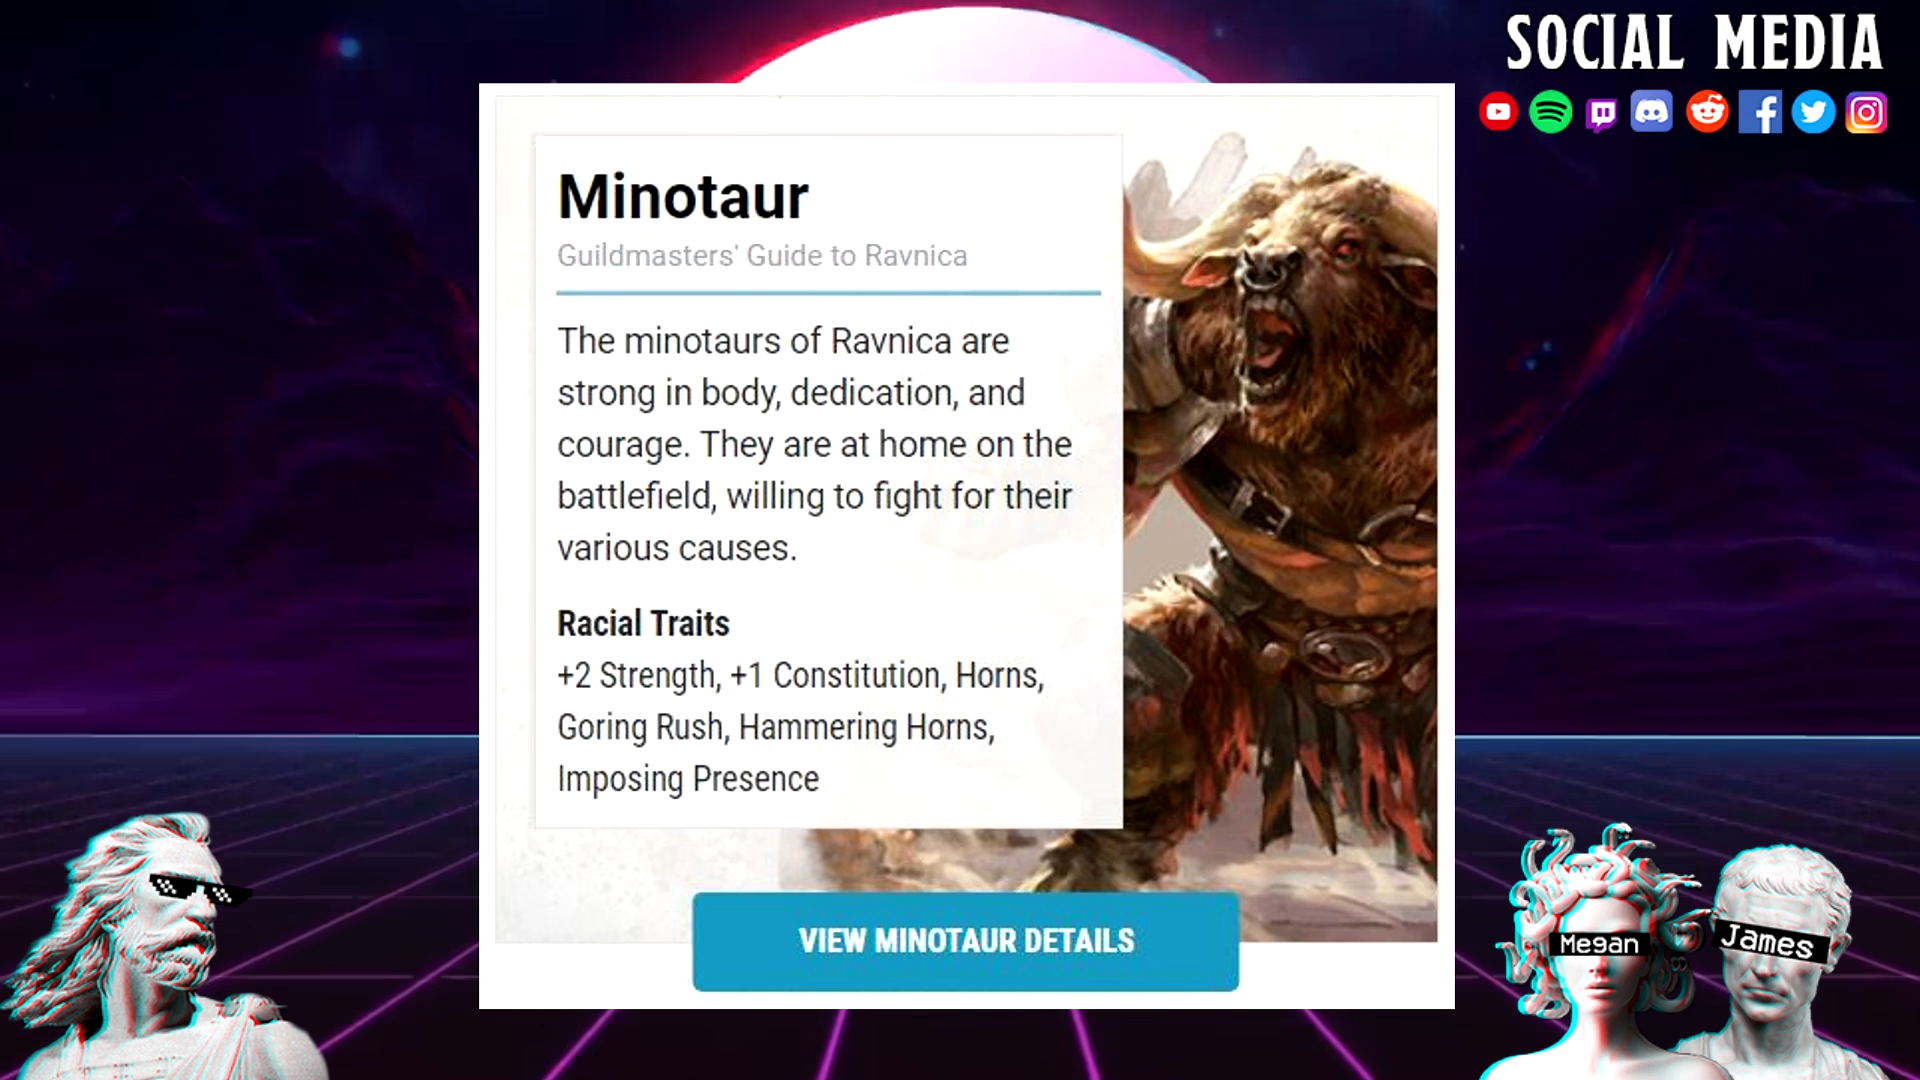 SOCIAL MEDIA
Minotaur
Guildmasters' Guide to Ravnica
The minotaurs of Ravnica are
strong in body, dedication, and
courage. They are at home on the
battlefield, willing to fight for their
various causes.
Racial Traits
+2 Strength, +1 Constitution, Horns,
Goring Rush, Hammering Horns,
Imposing Presence
VIEW MINOTAUR DETAILS
Megan
James